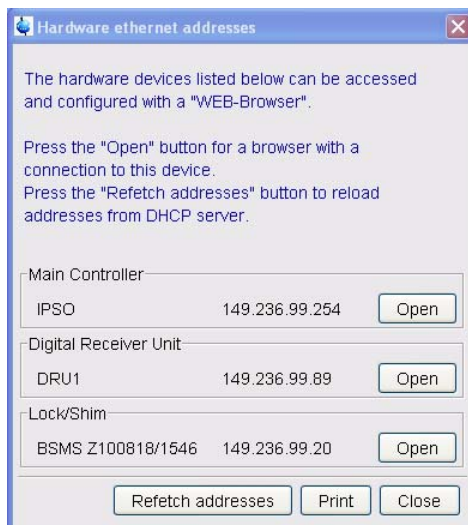 Hardware ethernet addresses
The hardware devices listed below can be accessed
and configured with a "WEB-Browser".
Press the "Open" button for a browser with a
connection to this device.
Press the "Refetch addresses" button to reload
addresses from DHCP server.
Main Controller
IPSO 149.236.99.254 Open
Digital Receiver Unit
DRU1 149.236.99.89 Open
Lock/Shim
BSMS Z100818/1546 149.236.99.20 Open
Refetch addresses Print Close